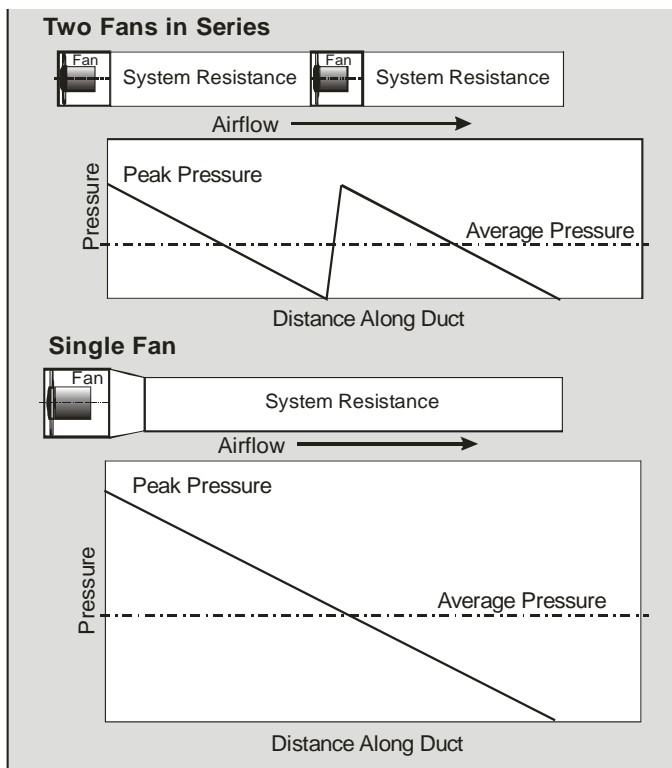 Two Fans in Series
Fan
System Resistance
Fan
System Resistance
Airflow
Peak Pressure
Pressure
Average Pressure
Distance Along Duct
Single Fan
Fan
System Resistance
Airflow
Peak Pressure
Pressure
Average Pressure
Distance Along Duct